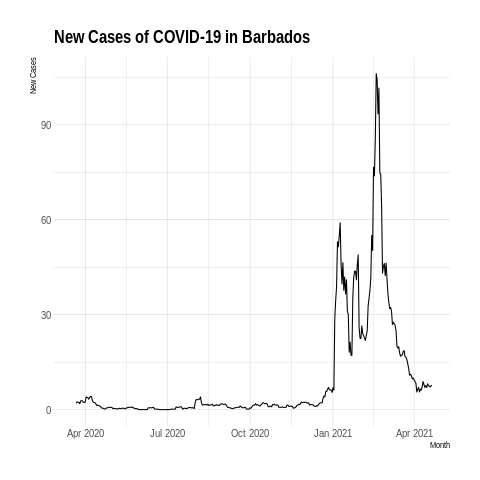 New Cases of COVID-19 in Barbados
New Cases
90
60
30
0
Apr 2020 Jul 2020 Oct 2020 Jan 2021 Apr 2021
Month